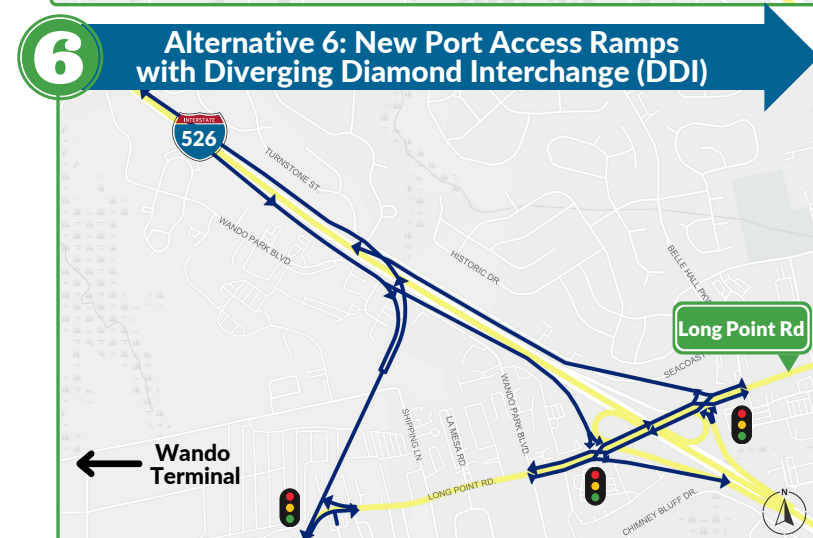 6
Alternative 6: New Port Access Ramps
with Diverging Diamond Interchange (DDI)
INTERSTATE
526
TURNSTONE ST.
WANDO PARK BLVD.
HISTORIC DR.
BELLE HALL PKW
Long Point Rd
SEACOAST
WANDO PARK BLVD.
SHIPPING LN.
LA MESA RD.
Wando
Terminal
LONG POINT RD.
CHIMNEY BLUFF DR.
N